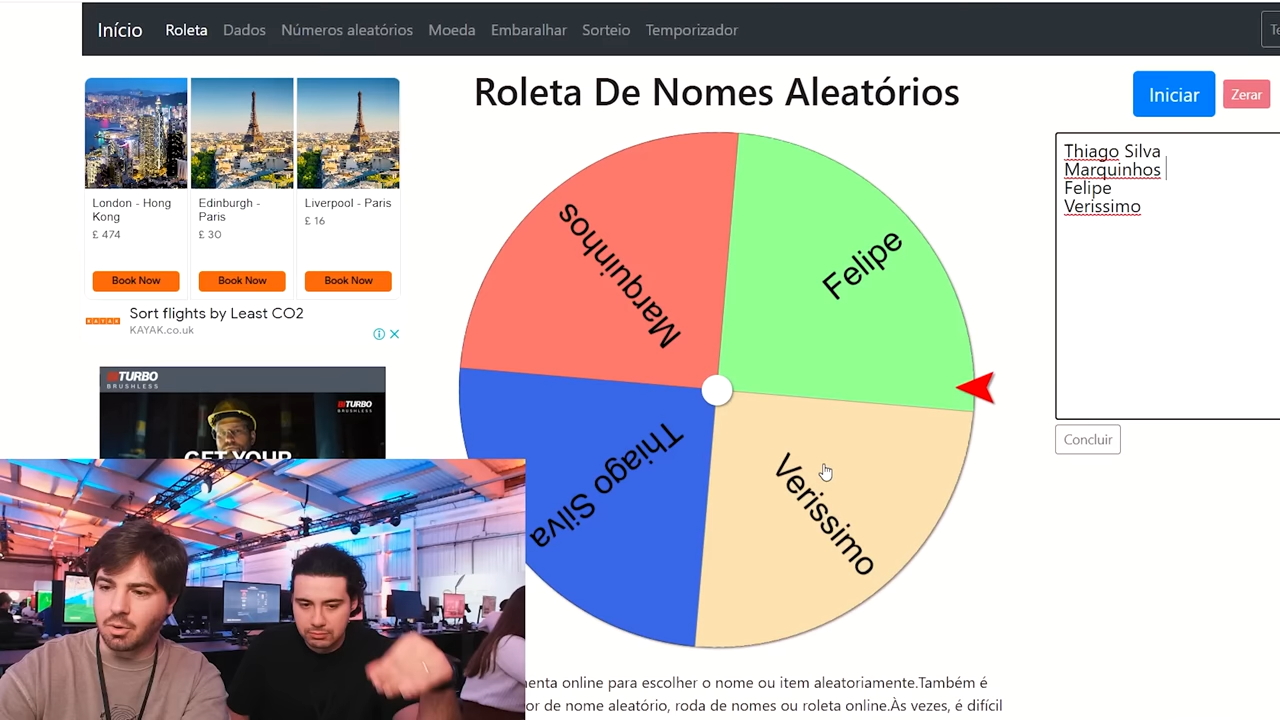 Início Roleta Dados Números aleatórios Moeda Embaralhar Sorteio Temporizador
Roleta De Nomes Aleatórios
Iniciar
Zerar
London - Hong
Kong
£ 474
Book Now
Edinburgh -
Paris
£ 30
Book Now
Liverpool - Paris
£ 16
Book Now
KAYAK
Sort flights by Least CO2
KAYAK.co.uk
TURBO
BRUSHLESS
TURBO
BRUSHLESS
GET YOUR
Marquinhos
Felipe
Thiago Silva
Verissimo
Thiago Silva
Marquinhos
Felipe
Verissimo
Concluir
online para escolher o nome ou item aleatoriamente.Também é
de nome aleatório, roda de nomes ou roleta online.Às vezes, é difícil